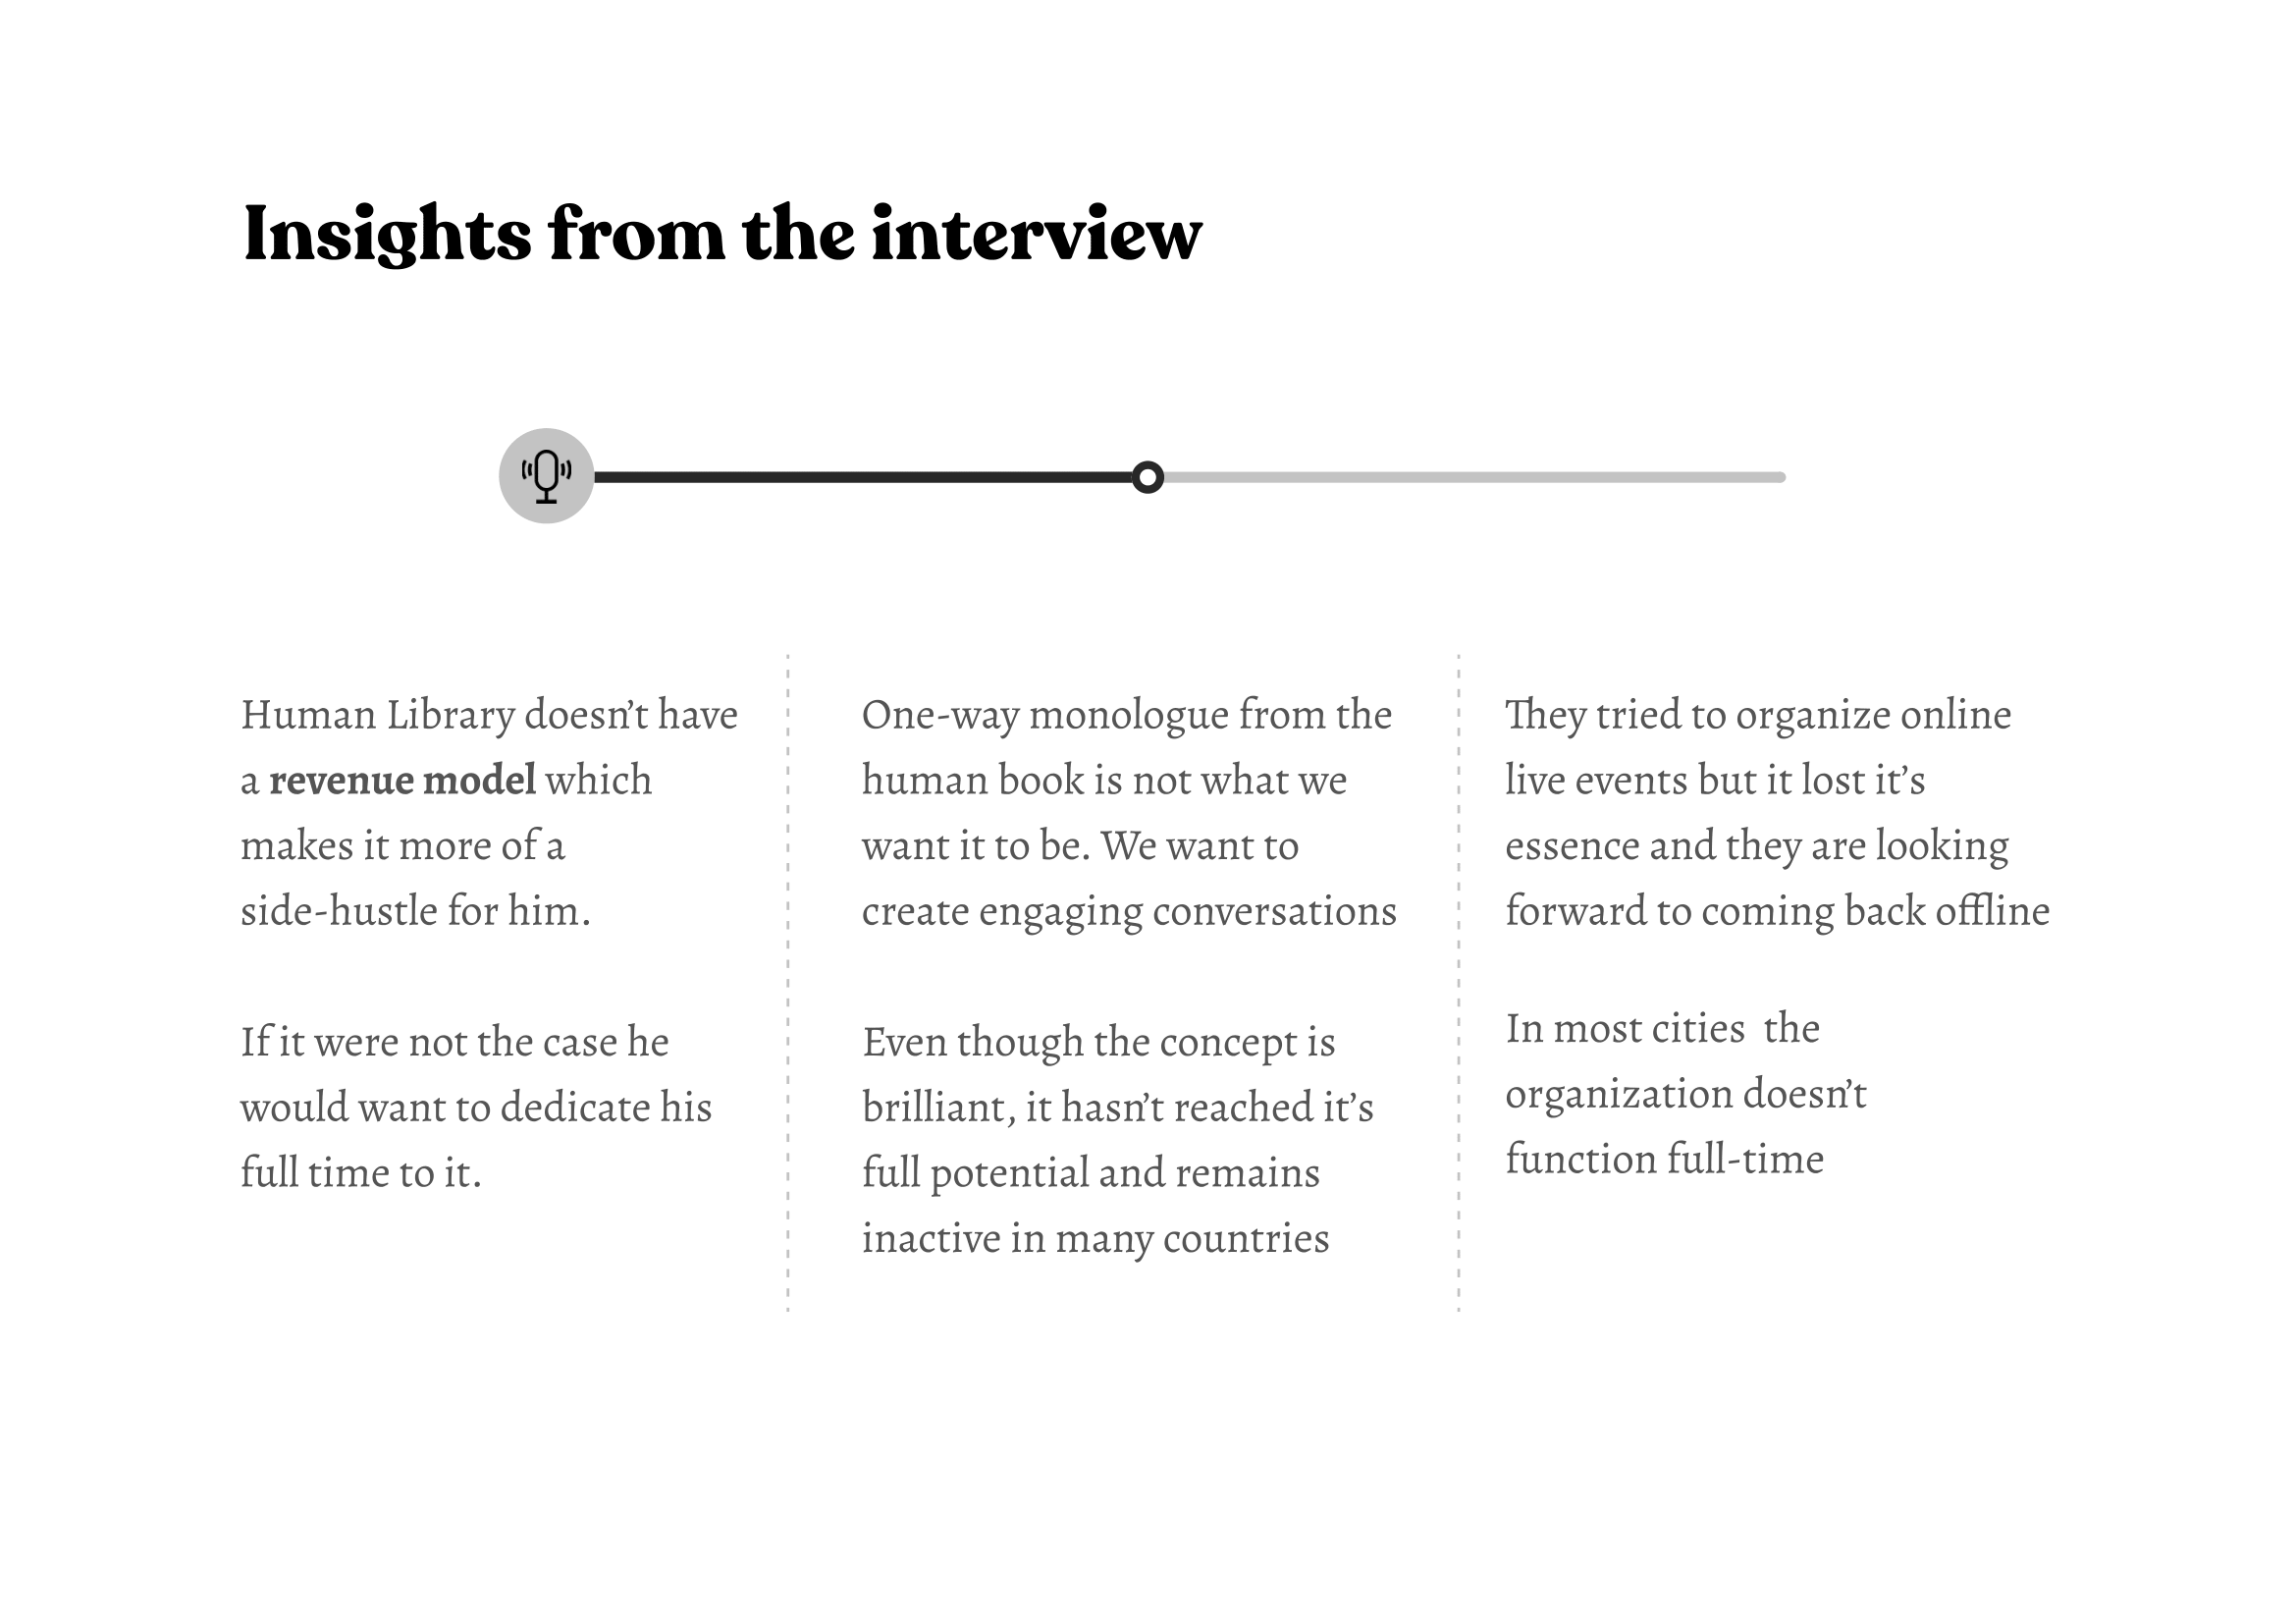 Insights from the interview
Human Library doesn’t have
a revenue model which
makes it more of a
side-hustle for him.
If it were not the case he
would want to dedicate his
full time to it.
One-way monologue from the
human book is not what we
want it to be. We want to
create engaging conversations
Even though the concept is
brilliant, it hasn’t reached it’s
full potential and remains
inactive in many countries
They tried to organize online
live events but it lost it’s
essence and they are looking
forward to coming back offline
In most cities  the
organization doesn’t
function full-time